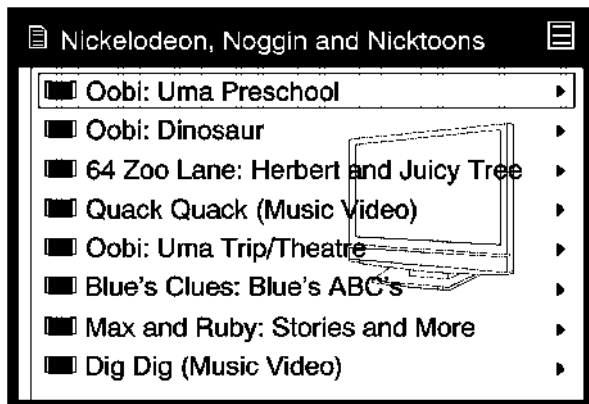 Nickelodeon, Noggin and Nicktoons
Oobi: Uma Preschool
Oobi: Dinosaur
64 Zoo Lane: Herbert and Juicy Tree
Quack Quack (Music Video)
Oobi: Uma Trip/Theatre
Blue's Clues: Blue's ABC's
Max and Ruby: Stories and More
Dig Dig (Music Video)